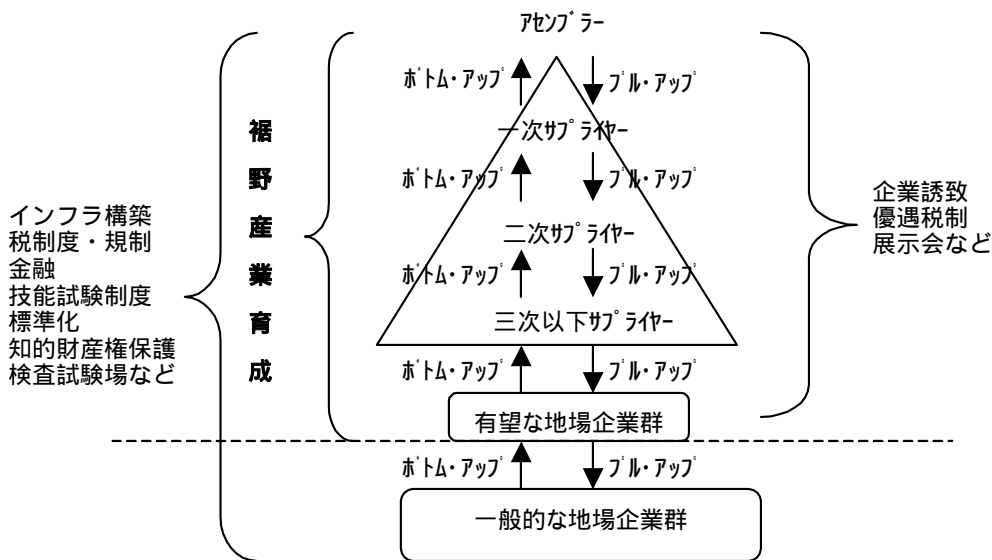 アセンブラー
ボトム・アップ プル・アップ
一次サプライヤー
ボトム・アップ プル・アップ
二次サプライヤー
ボトム・アップ プル・アップ
三次以下サプライヤー
ボトム・アップ プル・アップ
有望な地場企業群
ボトム・アップ プル・アップ
一般的な地場企業群
裾野産業育成
インフラ構築
税制度・規制
金融
技能試験制度
標準化
知的財産権保護
検査試験場など
企業誘致
優遇税制
展示会など